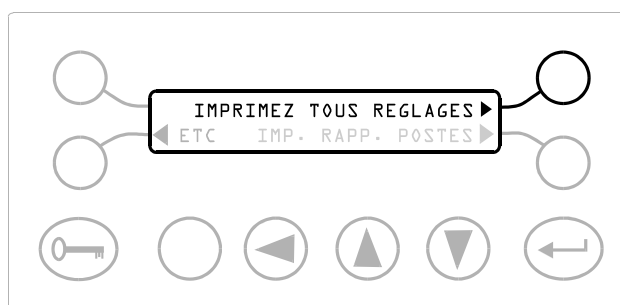 IMPRIMEZ TOUS REGLAGES
ETC IMP. RAPP. POSTES